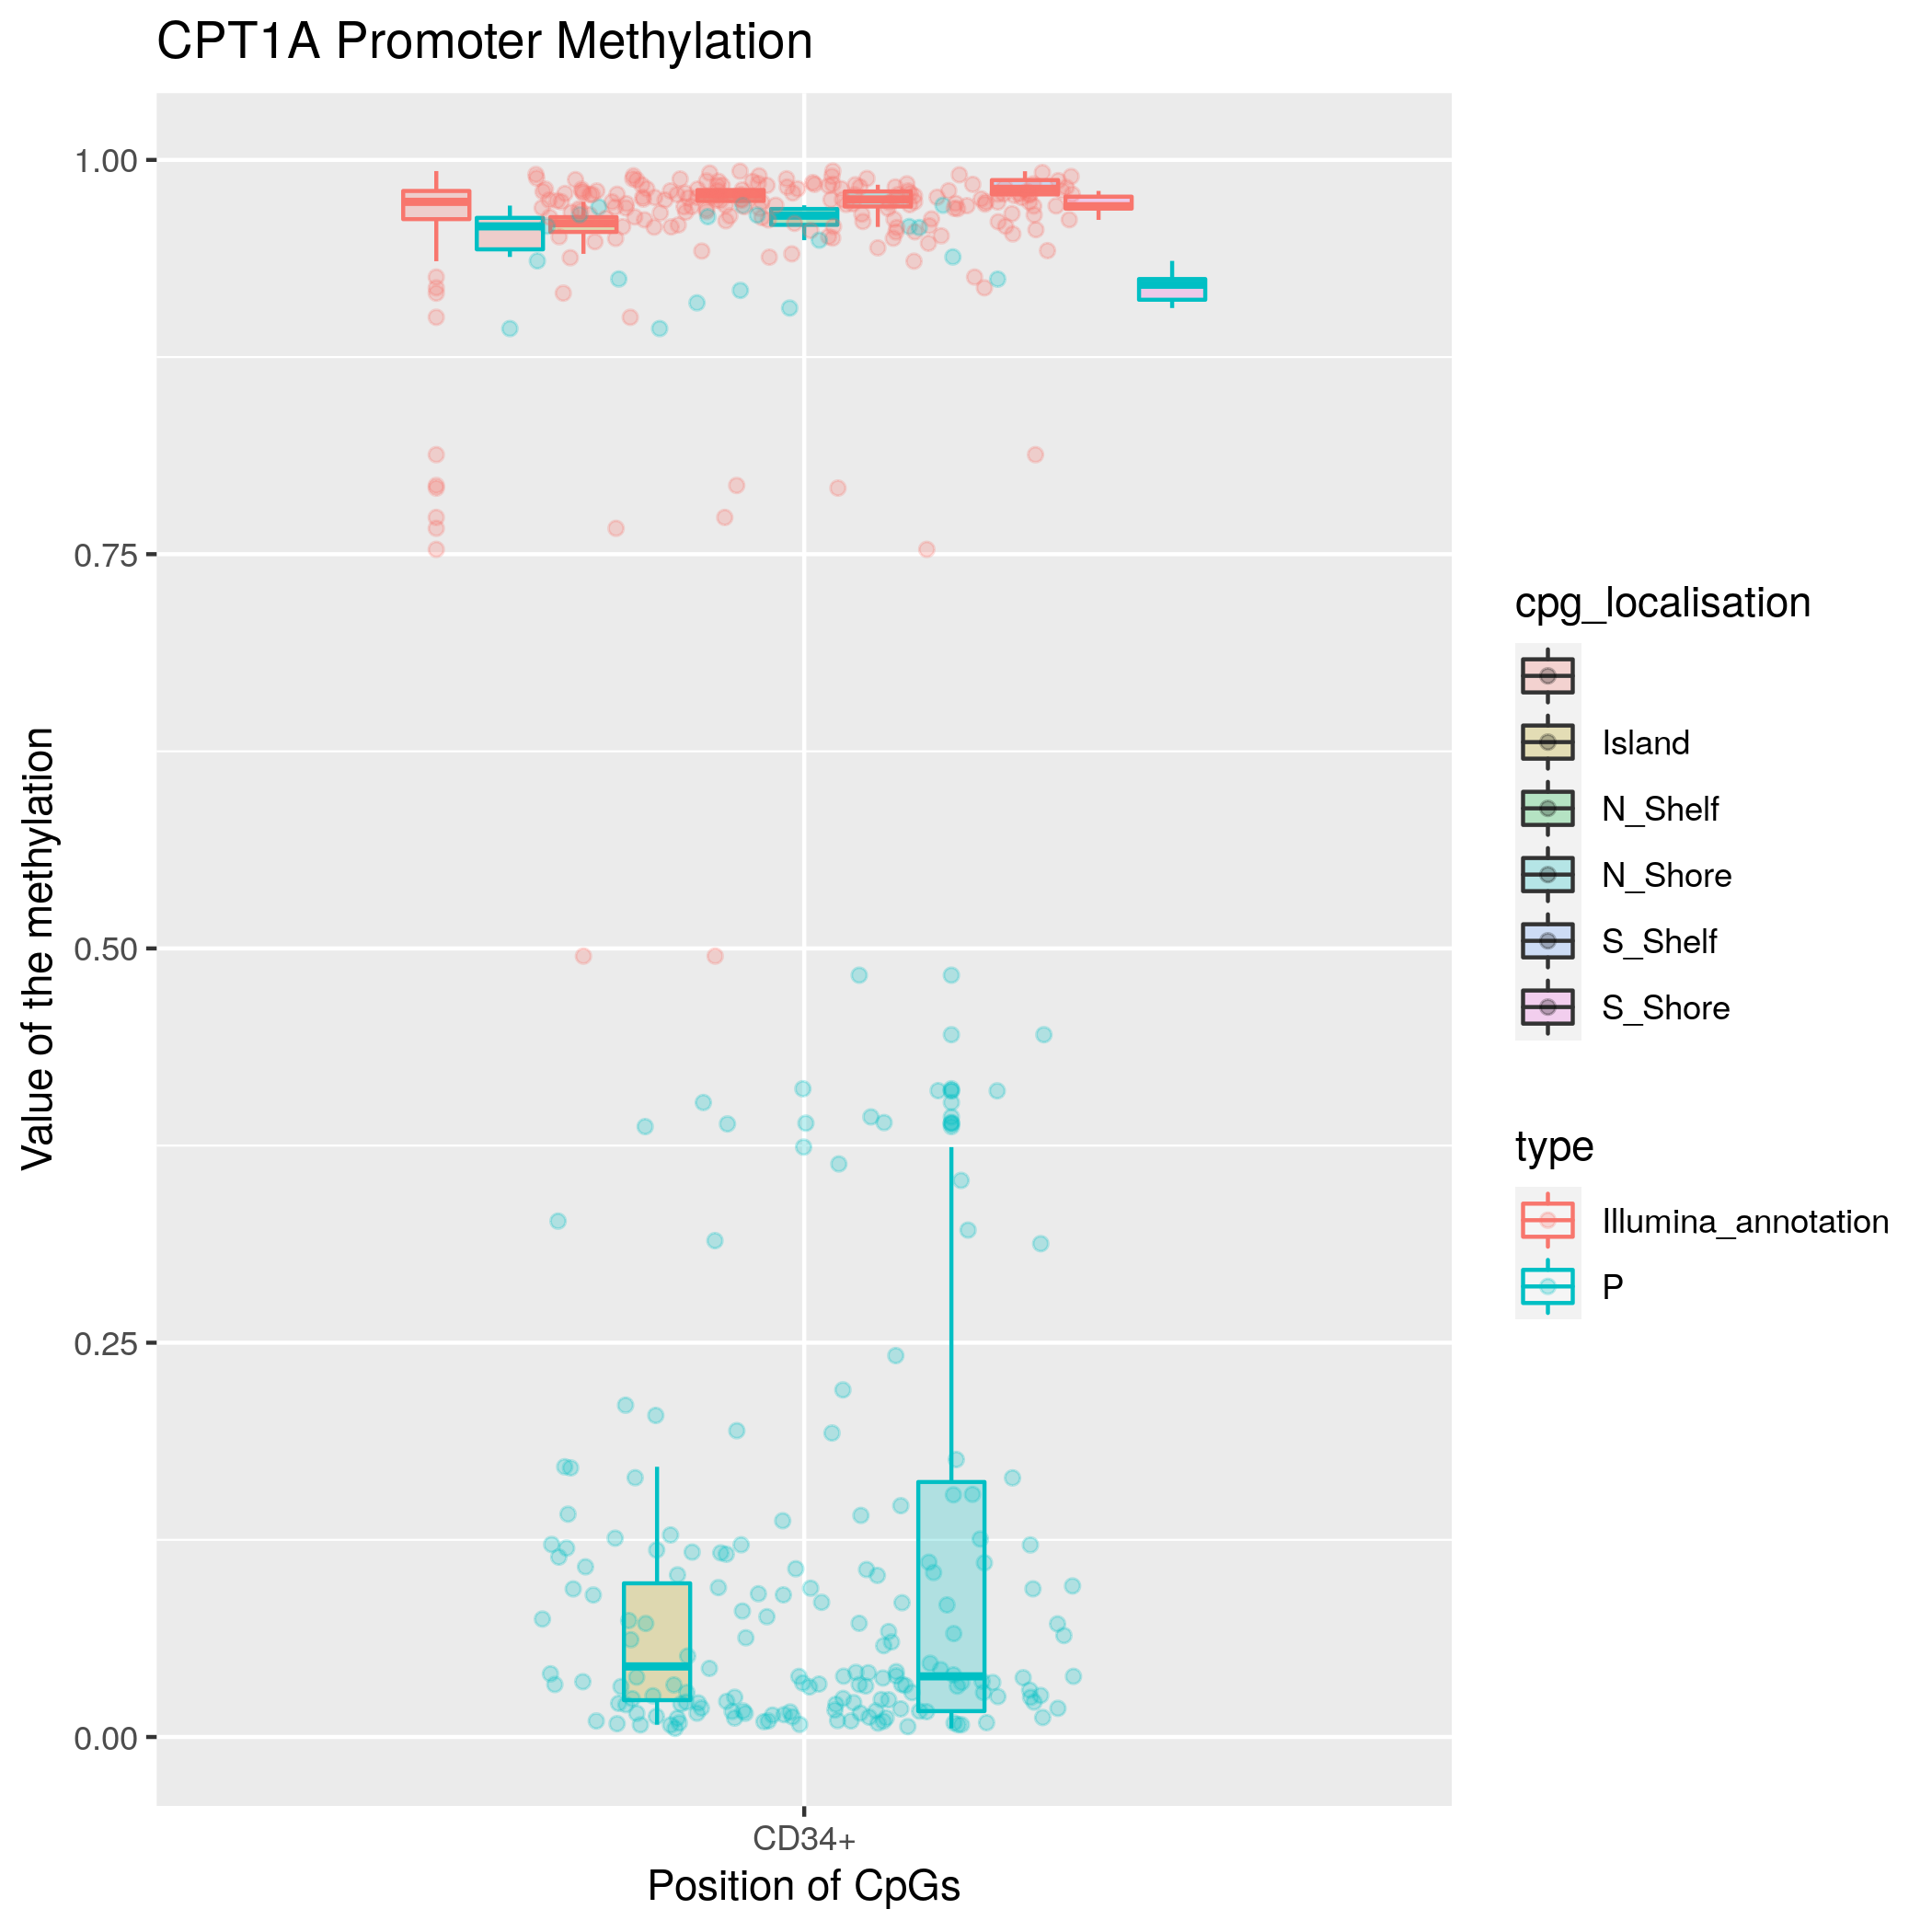 CPT1A Promoter Methylation
1.00
0.75
0.50
0.25
0.00
Value of the methylation
CD34+
Position of CpGs
cpg_localisation
Island
N_Shelf
N_Shore
S_Shelf
S_Shore
type
Illumina_annotation
P